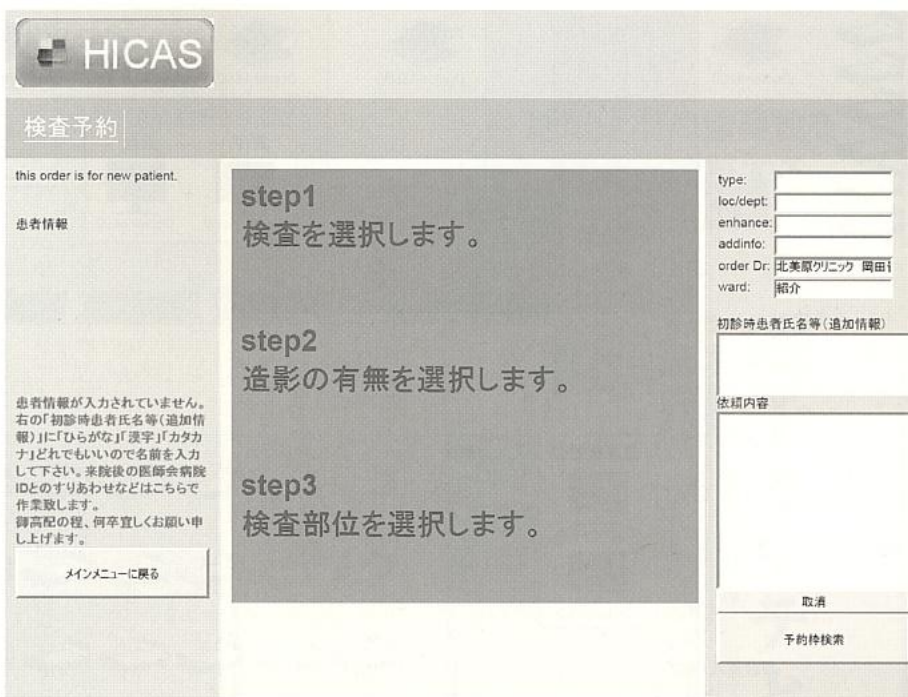 HICAS
検査予約
this order is for new patient.
患者情報
患者情報が入力されていません。
右の「初診時患者氏名等(追加情
報)」に「ひらがな」「漢字」「カタカ
ナ」どれでもいいので名前を入力
して下さい。来院後の医師会病院
IDとのすりあわせなどはこちらで
作業致します。
御高配の程、何卒宜しくお願い申
し上げます。
メインメニューに戻る
step1
検査を選択します。
step2
造影の有無を選択します。
step3
検査部位を選択します。
type:
loc/dept:
enhance:
addinfo:
order Dr: 北美原クリニック 岡田
ward: 紹介
初診時患者氏名等(追加情報)
依頼内容
取消
予約枠検索